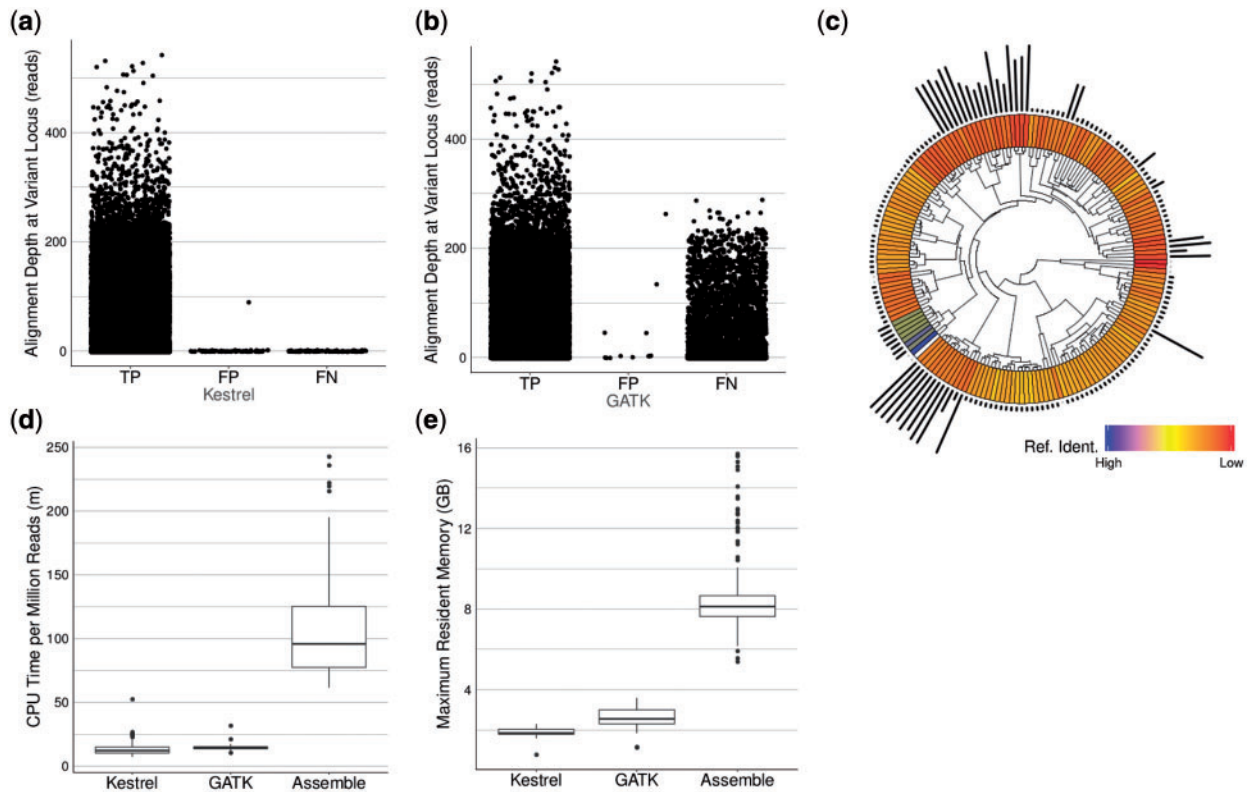 (a)
Alignment Depth at Variant Locus (reads)
400
200
0
TP
FP
FN
Kestrel
(b)
Alignment Depth at Variant Locus (reads)
400
200
0
TP
FP
FN
GATK
(c)
Ref. Ident.
High
Low
(d)
CPU Time per Million Reads (m)
250
200
150
100
50
0
Kestrel
GATK
Assemble
(e)
Maximum Resident Memory (GB)
16
12
8
4
Kestrel
GATK
Assemble